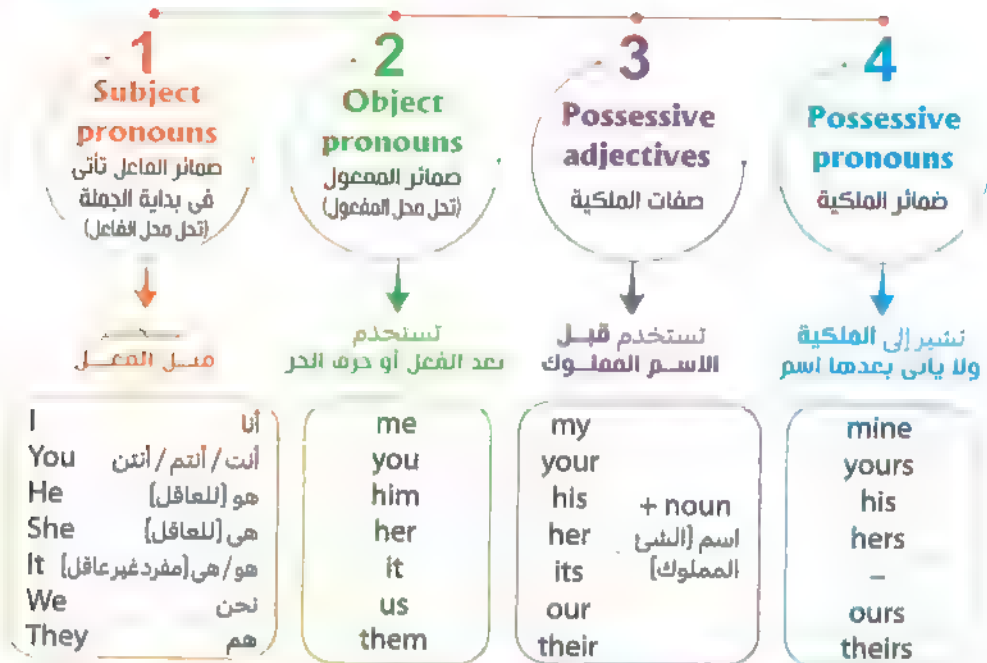 1
Subject
pronouns
ضمائر الفاعل تأتى
فى بداية الجملة
(تحل محل الفاعل)
قبل الفعل
I أنا
You أنت / أنتم / أنتن
He هو (للعاقل)
She هى (للعاقل)
It هو / هى (مفرد غير عاقل)
We نحن
They هم
2
Object
pronouns
ضمائر المفعول
(تحل محل المفعول)
تستخدم
بعد الفعل أو حرف الجر
me
you
him
her
it
us
them
3
Possessive
adjectives
صفات الملكية
تستخدم قبل
الاسم المملوك
my
your
his
her
its
our
their
+ noun
اسم (الشئ
المملوك)
4
Possessive
pronouns
ضمائر الملكية
تشير إلى الملكية
ولا يأتى بعدها اسم
mine
yours
his
hers
–
ours
theirs